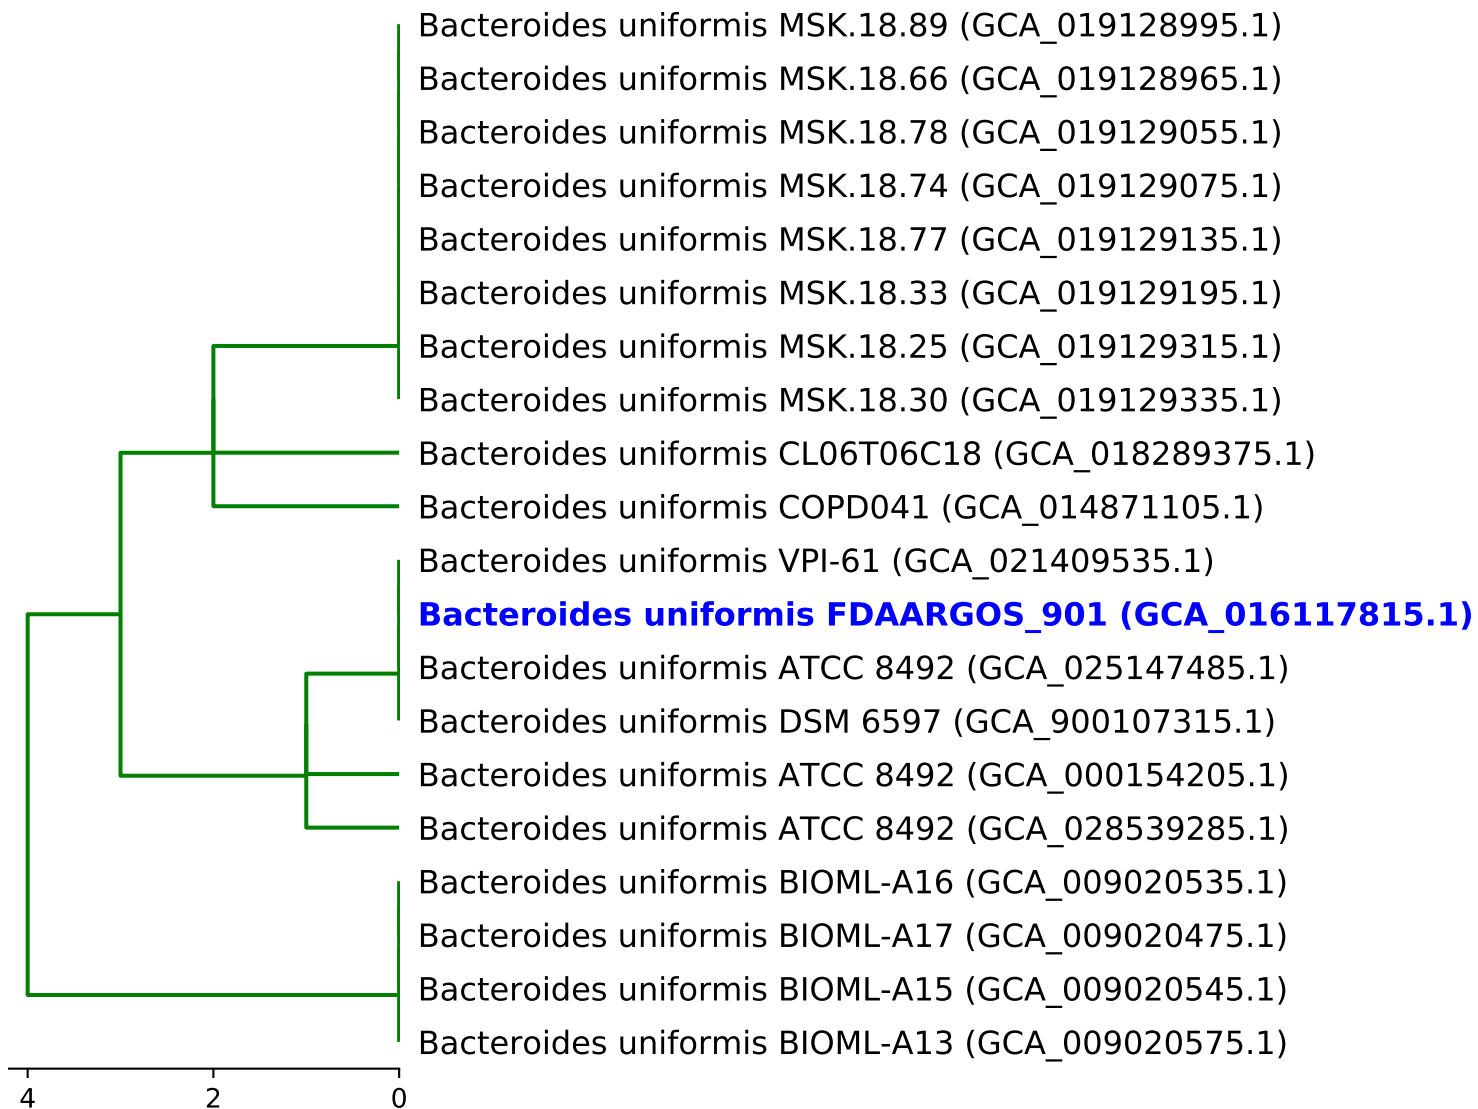 Bacteroides uniformis MSK.18.89 (GCA_019128995.1)
Bacteroides uniformis MSK.18.66 (GCA_019128965.1)
Bacteroides uniformis MSK.18.78 (GCA_019129055.1)
Bacteroides uniformis MSK.18.74 (GCA_019129075.1)
Bacteroides uniformis MSK.18.77 (GCA_019129135.1)
Bacteroides uniformis MSK.18.33 (GCA_019129195.1)
Bacteroides uniformis MSK.18.25 (GCA_019129315.1)
Bacteroides uniformis MSK.18.30 (GCA_019129335.1)
Bacteroides uniformis CL06T06C18 (GCA_018289375.1)
Bacteroides uniformis COPD041 (GCA_014871105.1)
Bacteroides uniformis VPI-61 (GCA_021409535.1)
Bacteroides uniformis FDAARGOS_901 (GCA_016117815.1)
Bacteroides uniformis ATCC 8492 (GCA_025147485.1)
Bacteroides uniformis DSM 6597 (GCA_900107315.1)
Bacteroides uniformis ATCC 8492 (GCA_000154205.1)
Bacteroides uniformis ATCC 8492 (GCA_028539285.1)
Bacteroides uniformis BIOML-A16 (GCA_009020535.1)
Bacteroides uniformis BIOML-A17 (GCA_009020475.1)
Bacteroides uniformis BIOML-A15 (GCA_009020545.1)
Bacteroides uniformis BIOML-A13 (GCA_009020575.1)
4 2 0